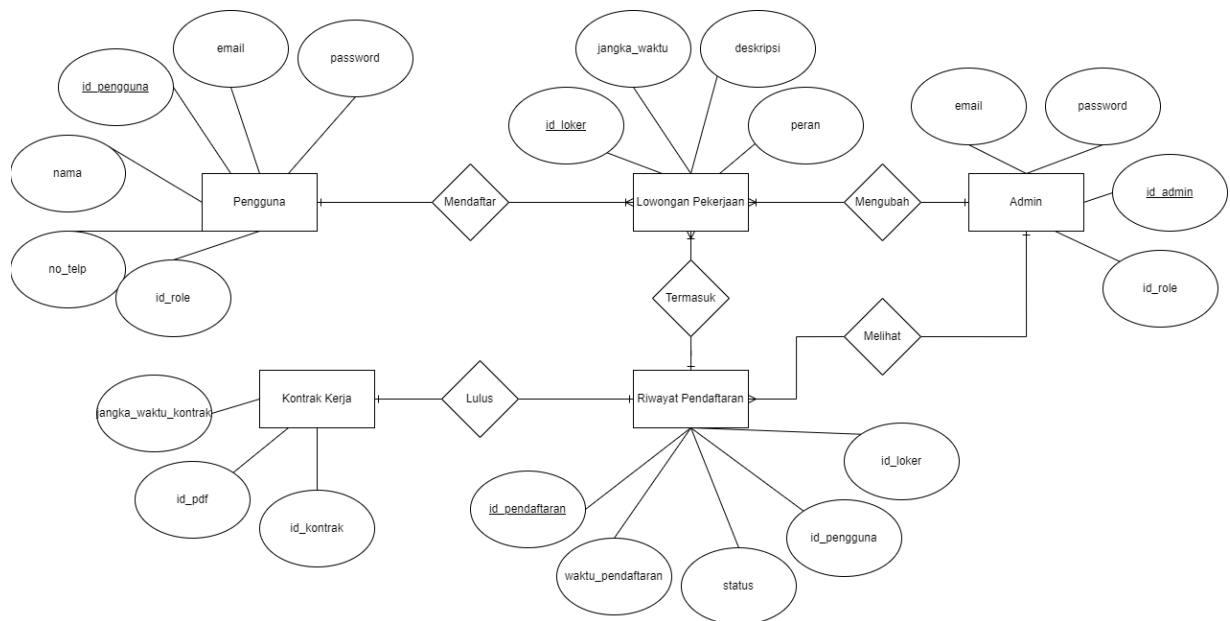 email
password
id_pengguna
nama
no_telp
id_role
Pengguna
Mendaftar
jangka_waktu
deskripsi
id_loker
peran
Lowongan Pekerjaan
Mengubah
email
password
id_admin
id_role
Admin
Termasuk
Melihat
Kontrak Kerja
Lulus
Riwayat Pendaftaran
jangka_waktu_kontrak
id_pdf
id_kontrak
id_pendaftaran
waktu_pendaftaran
status
id_pengguna
id_loker